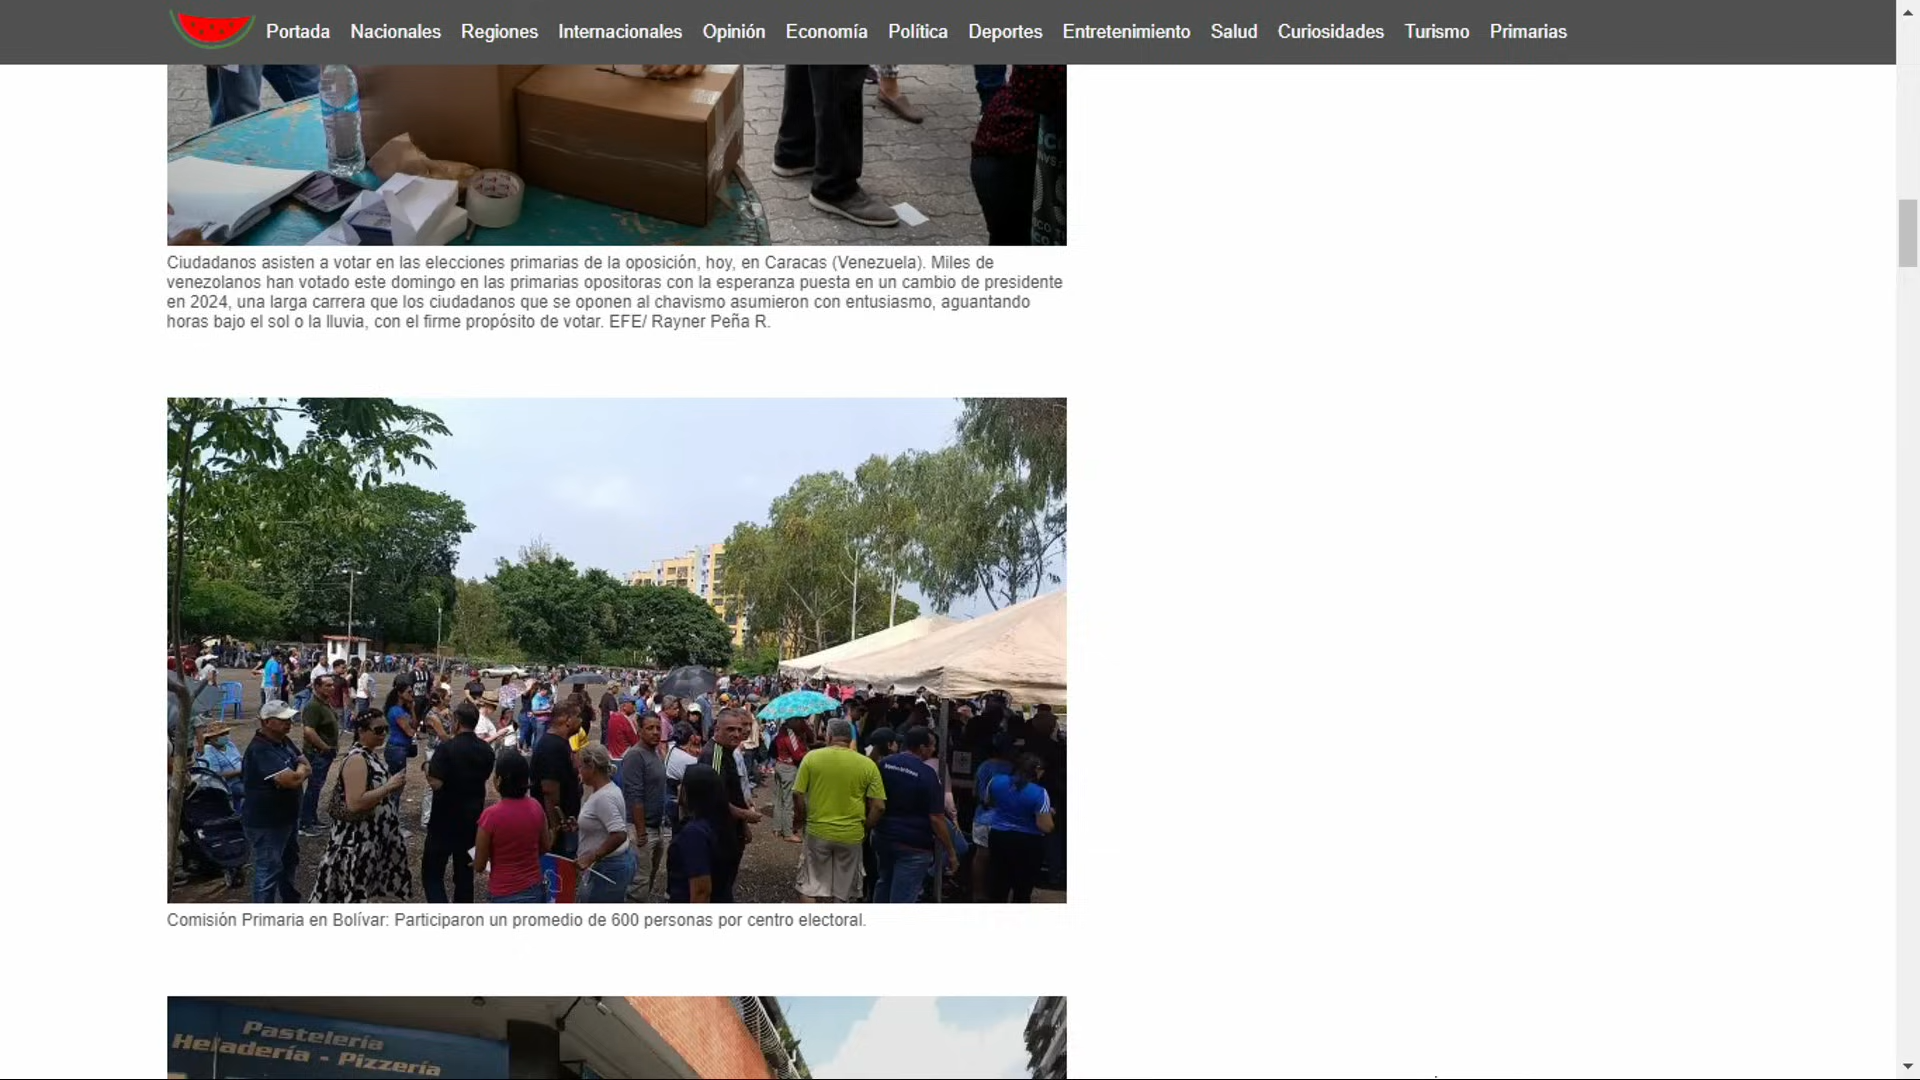 Portada Nacionales Regiones Internacionales Opinión Economía Política Deportes Entretenimiento Salud Curiosidades Turismo Primarias
Ciudadanos asisten a votar en las elecciones primarias de la oposición, hoy, en Caracas (Venezuela). Miles de
venezolanos han votado este domingo en las primarias opositoras con la esperanza puesta en un cambio de presidente
en 2024, una larga carrera que los ciudadanos que se oponen al chavismo asumieron con entusiasmo, aguantando
horas bajo el sol o la lluvia, con el firme propósito de votar. EFE/ Rayner Peña R.
Comisión Primaria en Bolívar: Participaron un promedio de 600 personas por centro electoral.
Pastelería
Heladería - Pizzería